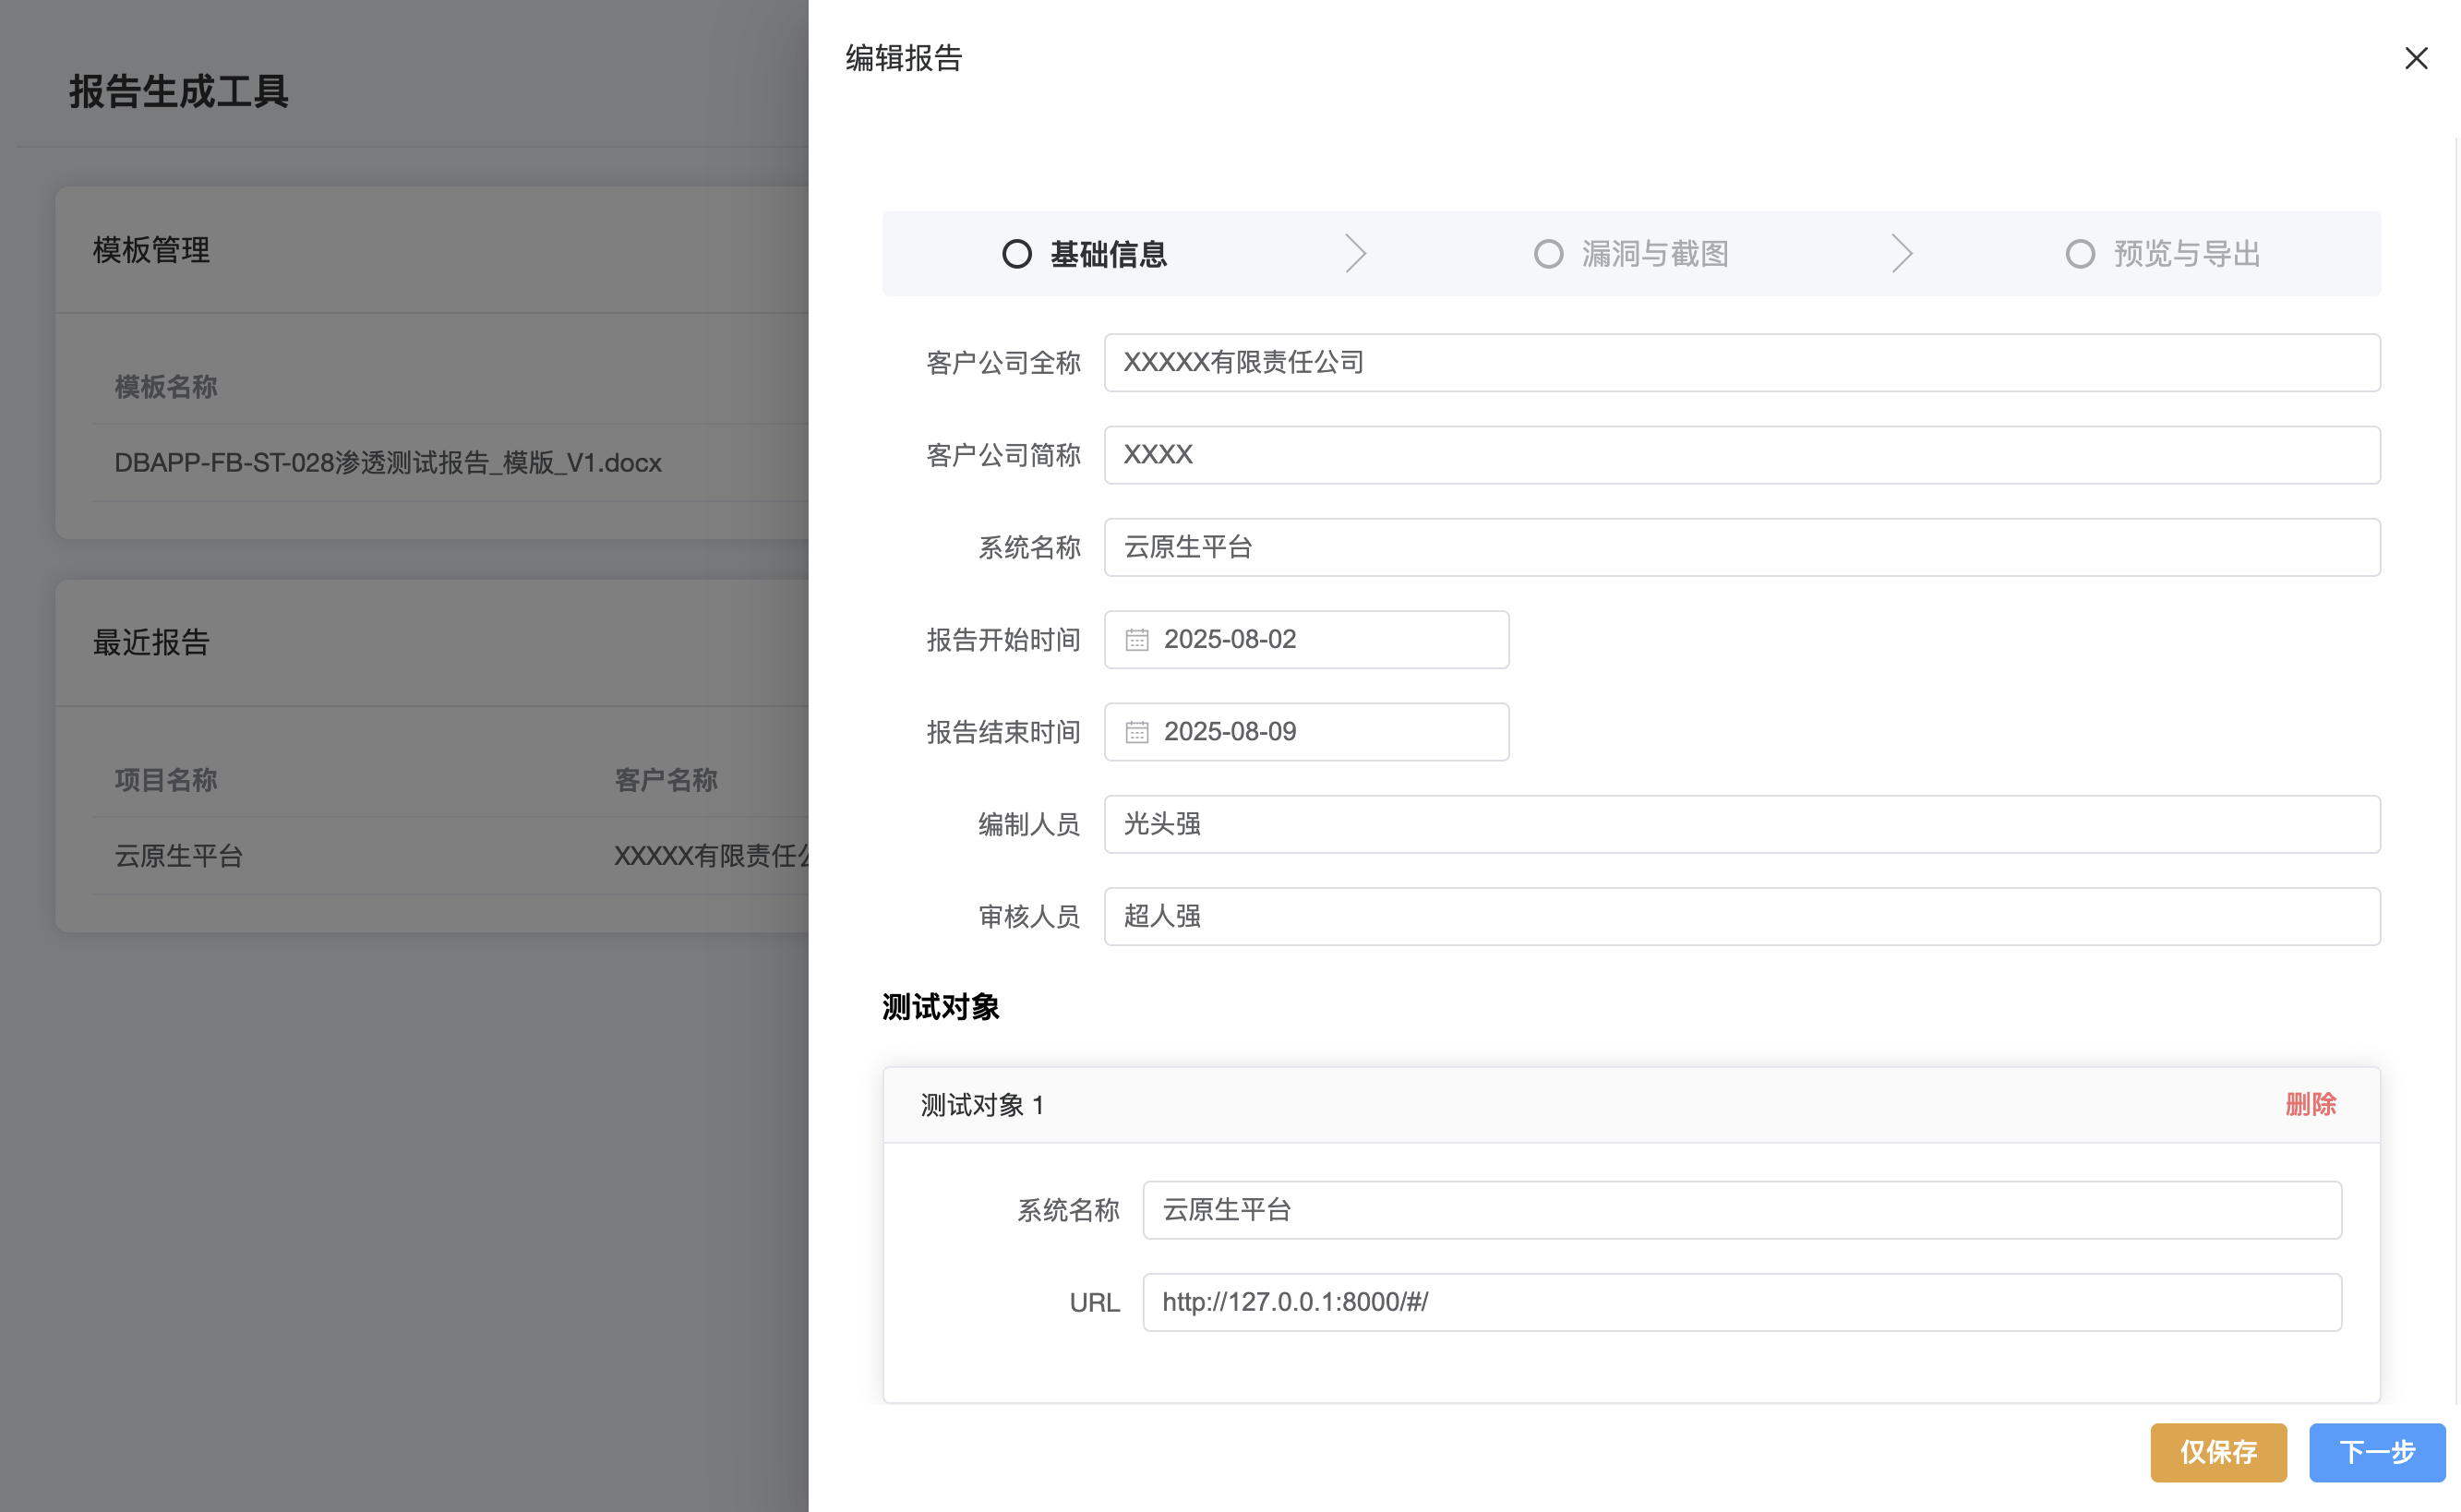 报告生成工具
模板管理
模板名称
DBAPP-FB-ST-028渗透测试报告_模版_V1.docx
最近报告
项目名称 客户名称
云原生平台 XXXXX有限责任公
编辑报告
基础信息 漏洞与截图 预览与导出
客户公司全称 XXXXX有限责任公司
客户公司简称 XXXX
系统名称 云原生平台
报告开始时间 2025-08-02
报告结束时间 2025-08-09
编制人员 光头强
审核人员 超人强
测试对象
测试对象 1 删除
系统名称 云原生平台
URL http://127.0.0.1:8000/#/
仅保存 下一步